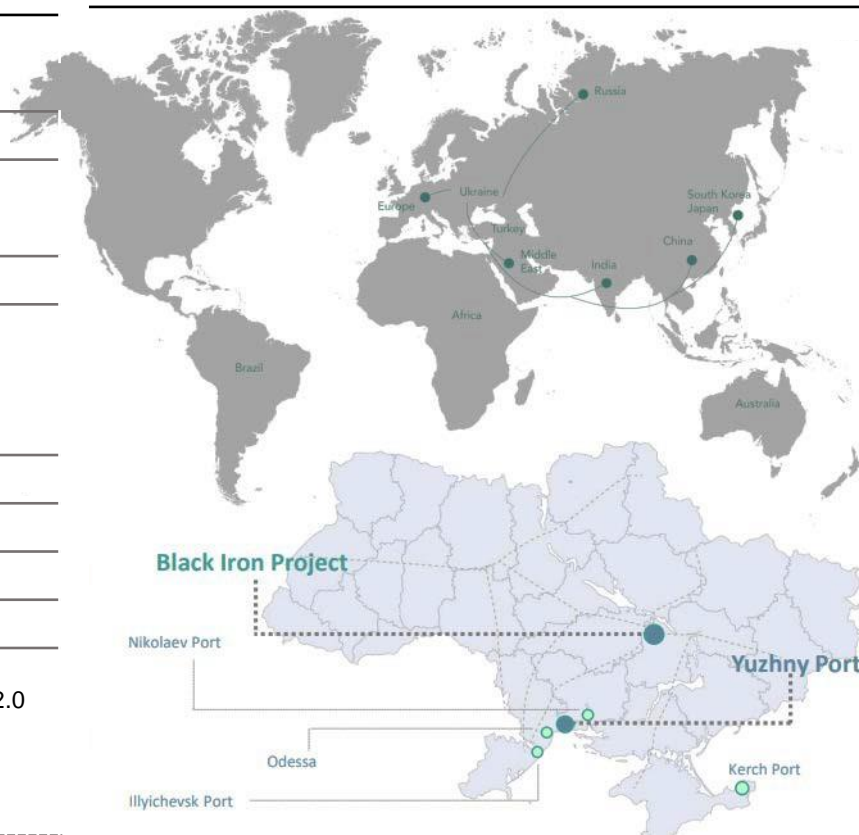 Russia
Ukraine
Europe
South Korea
Japan
Turkey
China
Middle
East
India
Africa
Brazil
Australia
Black Iron Project
Nikolaev Port
Yuzhny Port
2.0
Odessa
Kerch Port
Illyichevsk Port